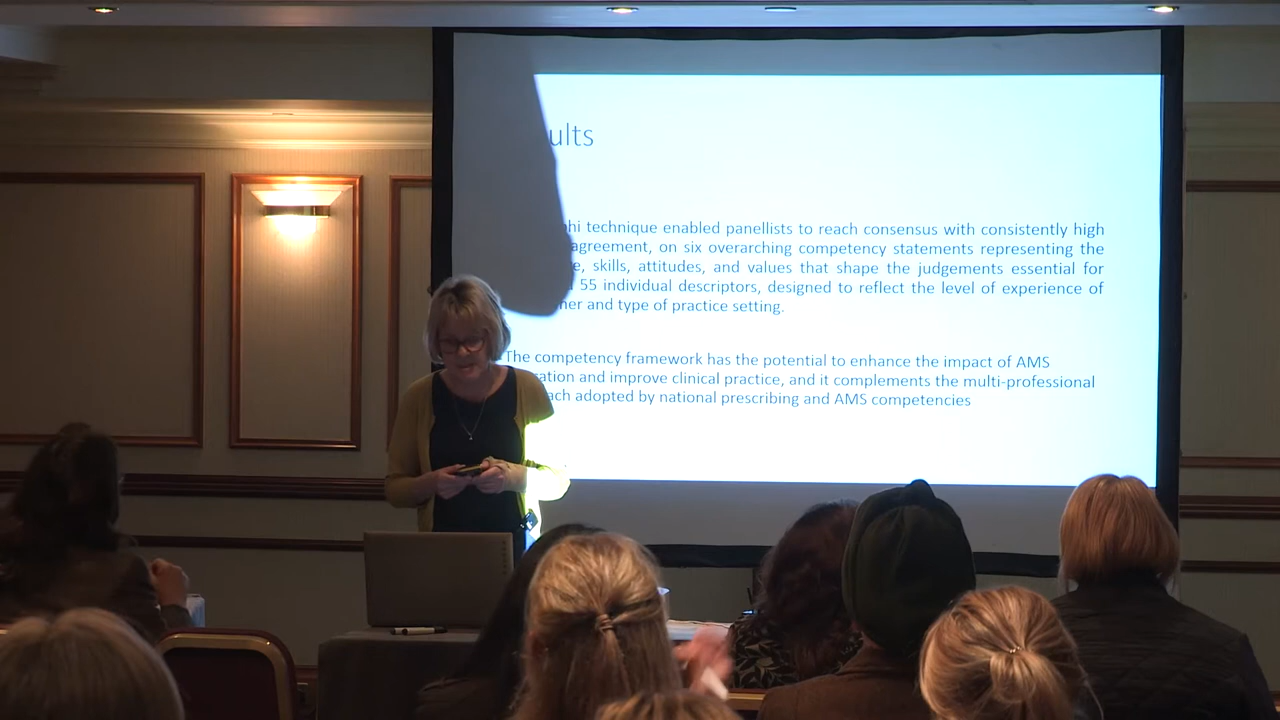 ults
phi technique enabled panellists to reach consensus with consistently high
agreement, on six overarching competency statements representing the
e, skills, attitudes, and values that shape the judgements essential for
55 individual descriptors, designed to reflect the level of experience of
ner and type of practice setting.
The competency framework has the potential to enhance the impact of AMS
ation and improve clinical practice, and it complements the multi-professional
ach adopted by national prescribing and AMS competencies